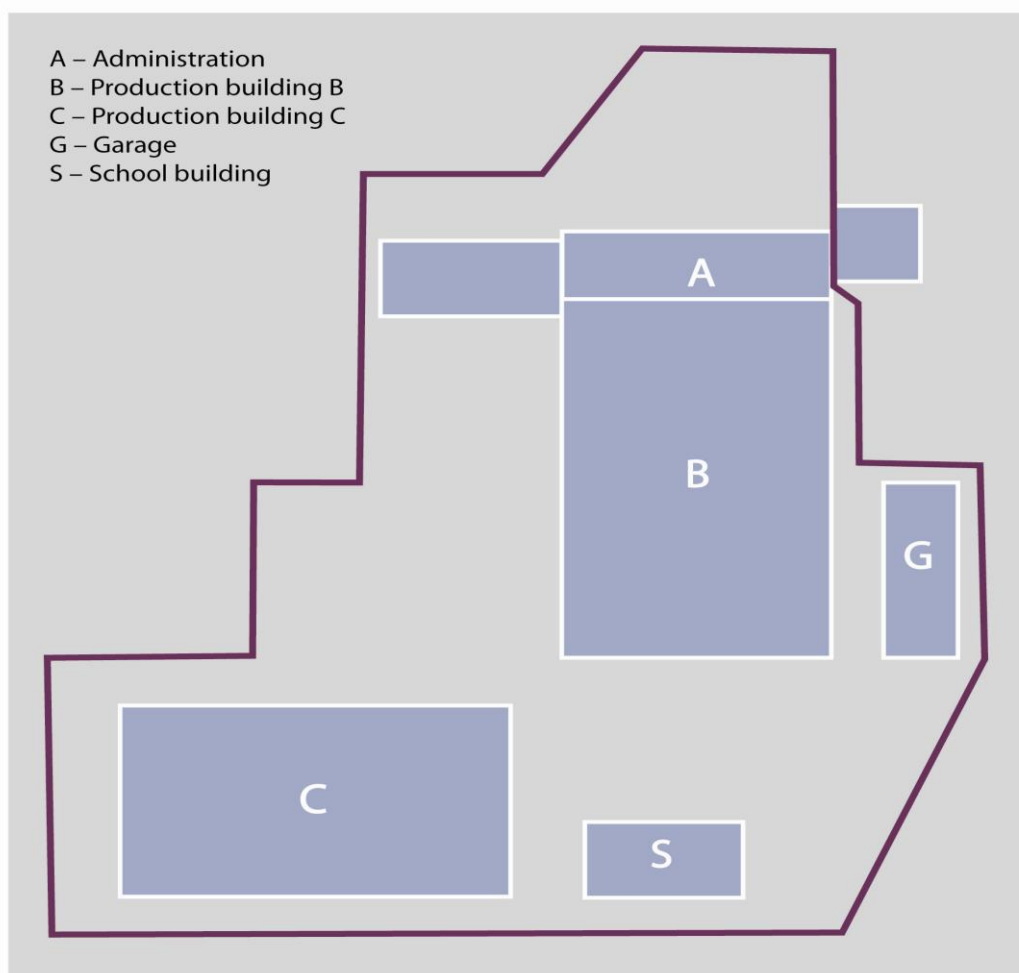 A – Administration
B – Production building B
C – Production building C
G – Garage
S – School building
A
B
G
C
S